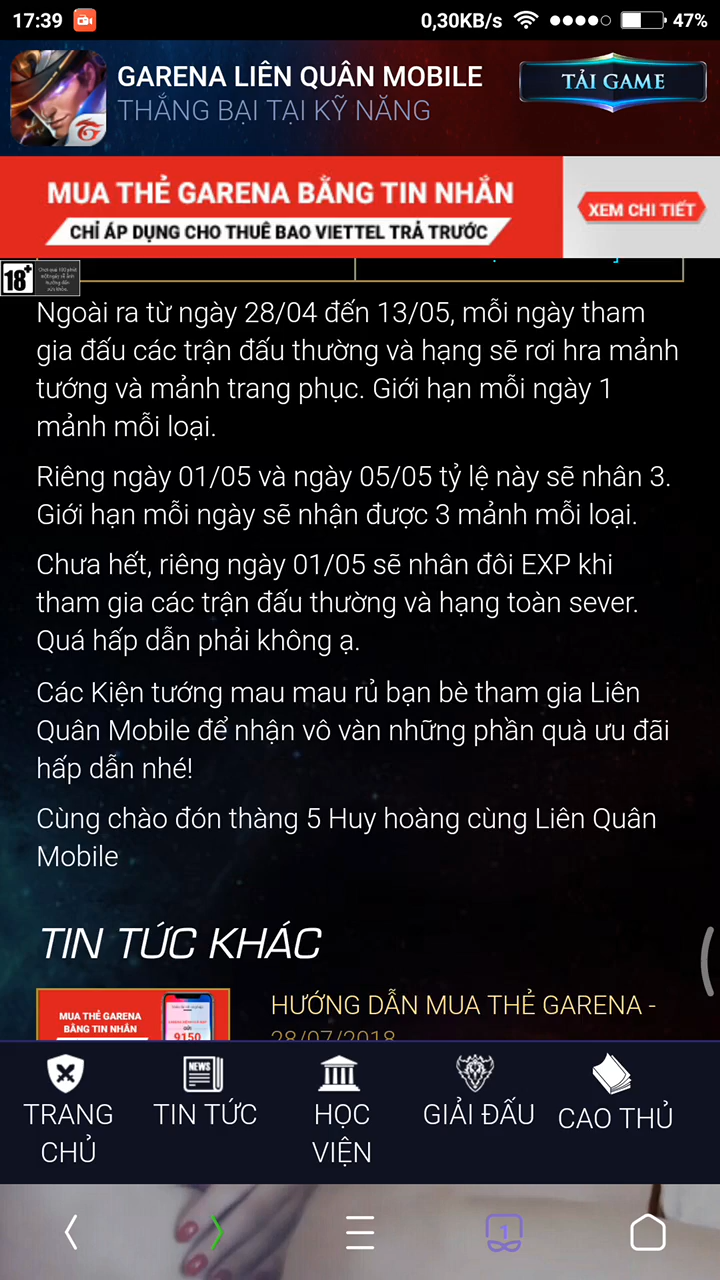 17:39 0,30KB/s 47%
GARENA LIÊN QUÂN MOBILE
THẮNG BẠI TẠI KỸ NĂNG
TẢI GAME
MUA THẺ GARENA BẰNG TIN NHẮN
CHỈ ÁP DỤNG CHO THUÊ BAO VIETTEL TRẢ TRƯỚC
XEM CHI TIẾT
18+
Ngoài ra từ ngày 28/04 đến 13/05, mỗi ngày tham
gia đấu các trận đấu thường và hạng sẽ rơi hra mảnh
tướng và mảnh trang phục. Giới hạn mỗi ngày 1
mảnh mỗi loại.
Riêng ngày 01/05 và ngày 05/05 tỷ lệ này sẽ nhân 3.
Giới hạn mỗi ngày sẽ nhận được 3 mảnh mỗi loại.
Chưa hết, riêng ngày 01/05 sẽ nhân đôi EXP khi
tham gia các trận đấu thường và hạng toàn sever.
Quá hấp dẫn phải không ạ.
Các Kiện tướng mau mau rủ bạn bè tham gia Liên
Quân Mobile để nhận vô vàn những phần quà ưu đãi
hấp dẫn nhé!
Cùng chào đón thàng 5 Huy hoàng cùng Liên Quân
Mobile
TIN TỨC KHÁC
MUA THẺ GARENA
BẰNG TIN NHẮN
9150
HƯỚNG DẪN MUA THẺ GARENA -
28/07/2018
NEWS
TRANG
CHỦ
TIN TỨC
HỌC
VIỆN
GIẢI ĐẤU
CAO THỦ
1